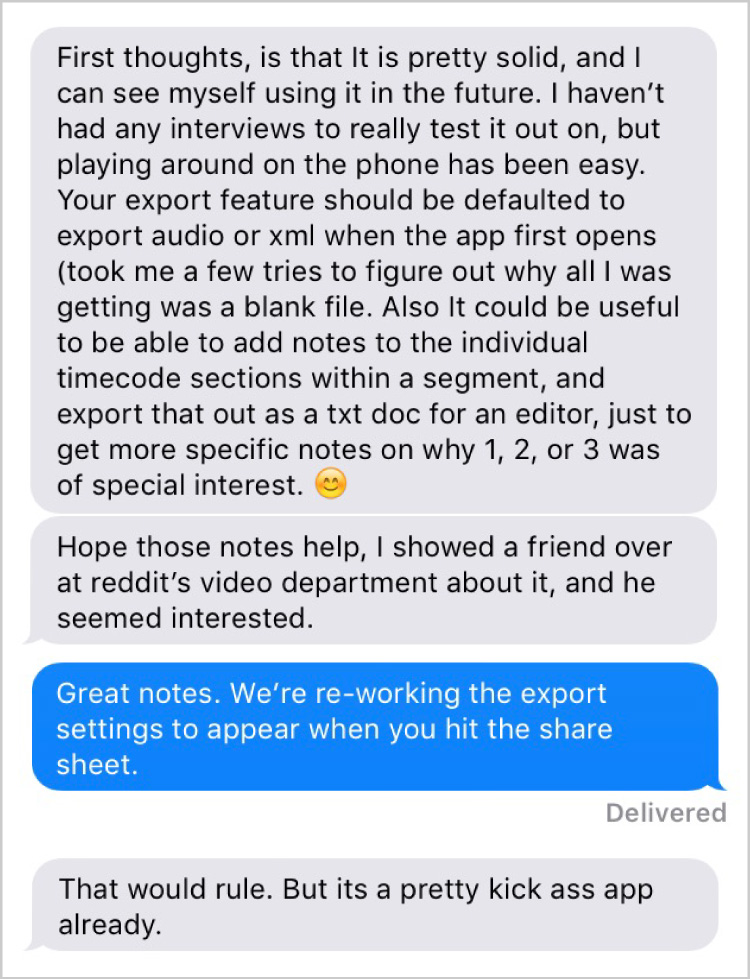 First thoughts, is that It is pretty solid, and I
can see myself using it in the future. I haven’t
had any interviews to really test it out on, but
playing around on the phone has been easy.
Your export feature should be defaulted to
export audio or xml when the app first opens
(took me a few tries to figure out why all I was
getting was a blank file. Also It could be useful
to be able to add notes to the individual
timecode sections within a segment, and
export that out as a txt doc for an editor, just to
get more specific notes on why 1, 2, or 3 was
of special interest. 😊
Hope those notes help, I showed a friend over
at reddit’s video department about it, and he
seemed interested.
Great notes. We’re re-working the export
settings to appear when you hit the share
sheet.
Delivered
That would rule. But its a pretty kick ass app
already.